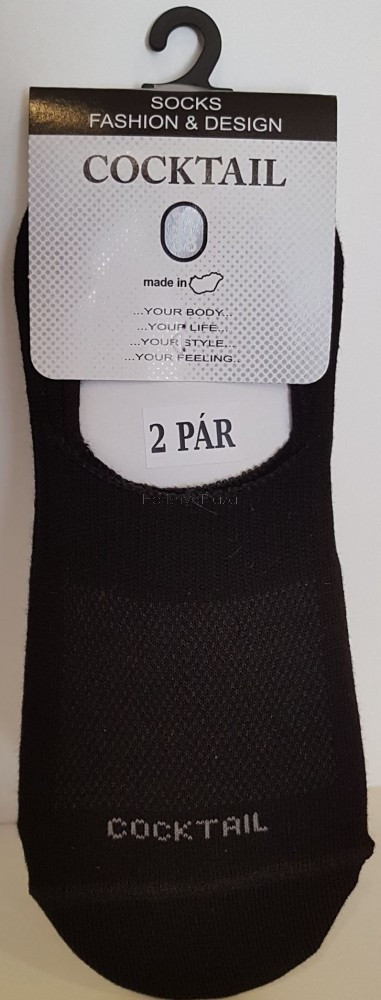 SOCKS
FASHION & DESIGN
COCKTAIL
made in
...YOUR BODY...
...YOUR LIFE...
...YOUR STYLE...
...YOUR FEELING..
2 PÁR
COCKTAIL